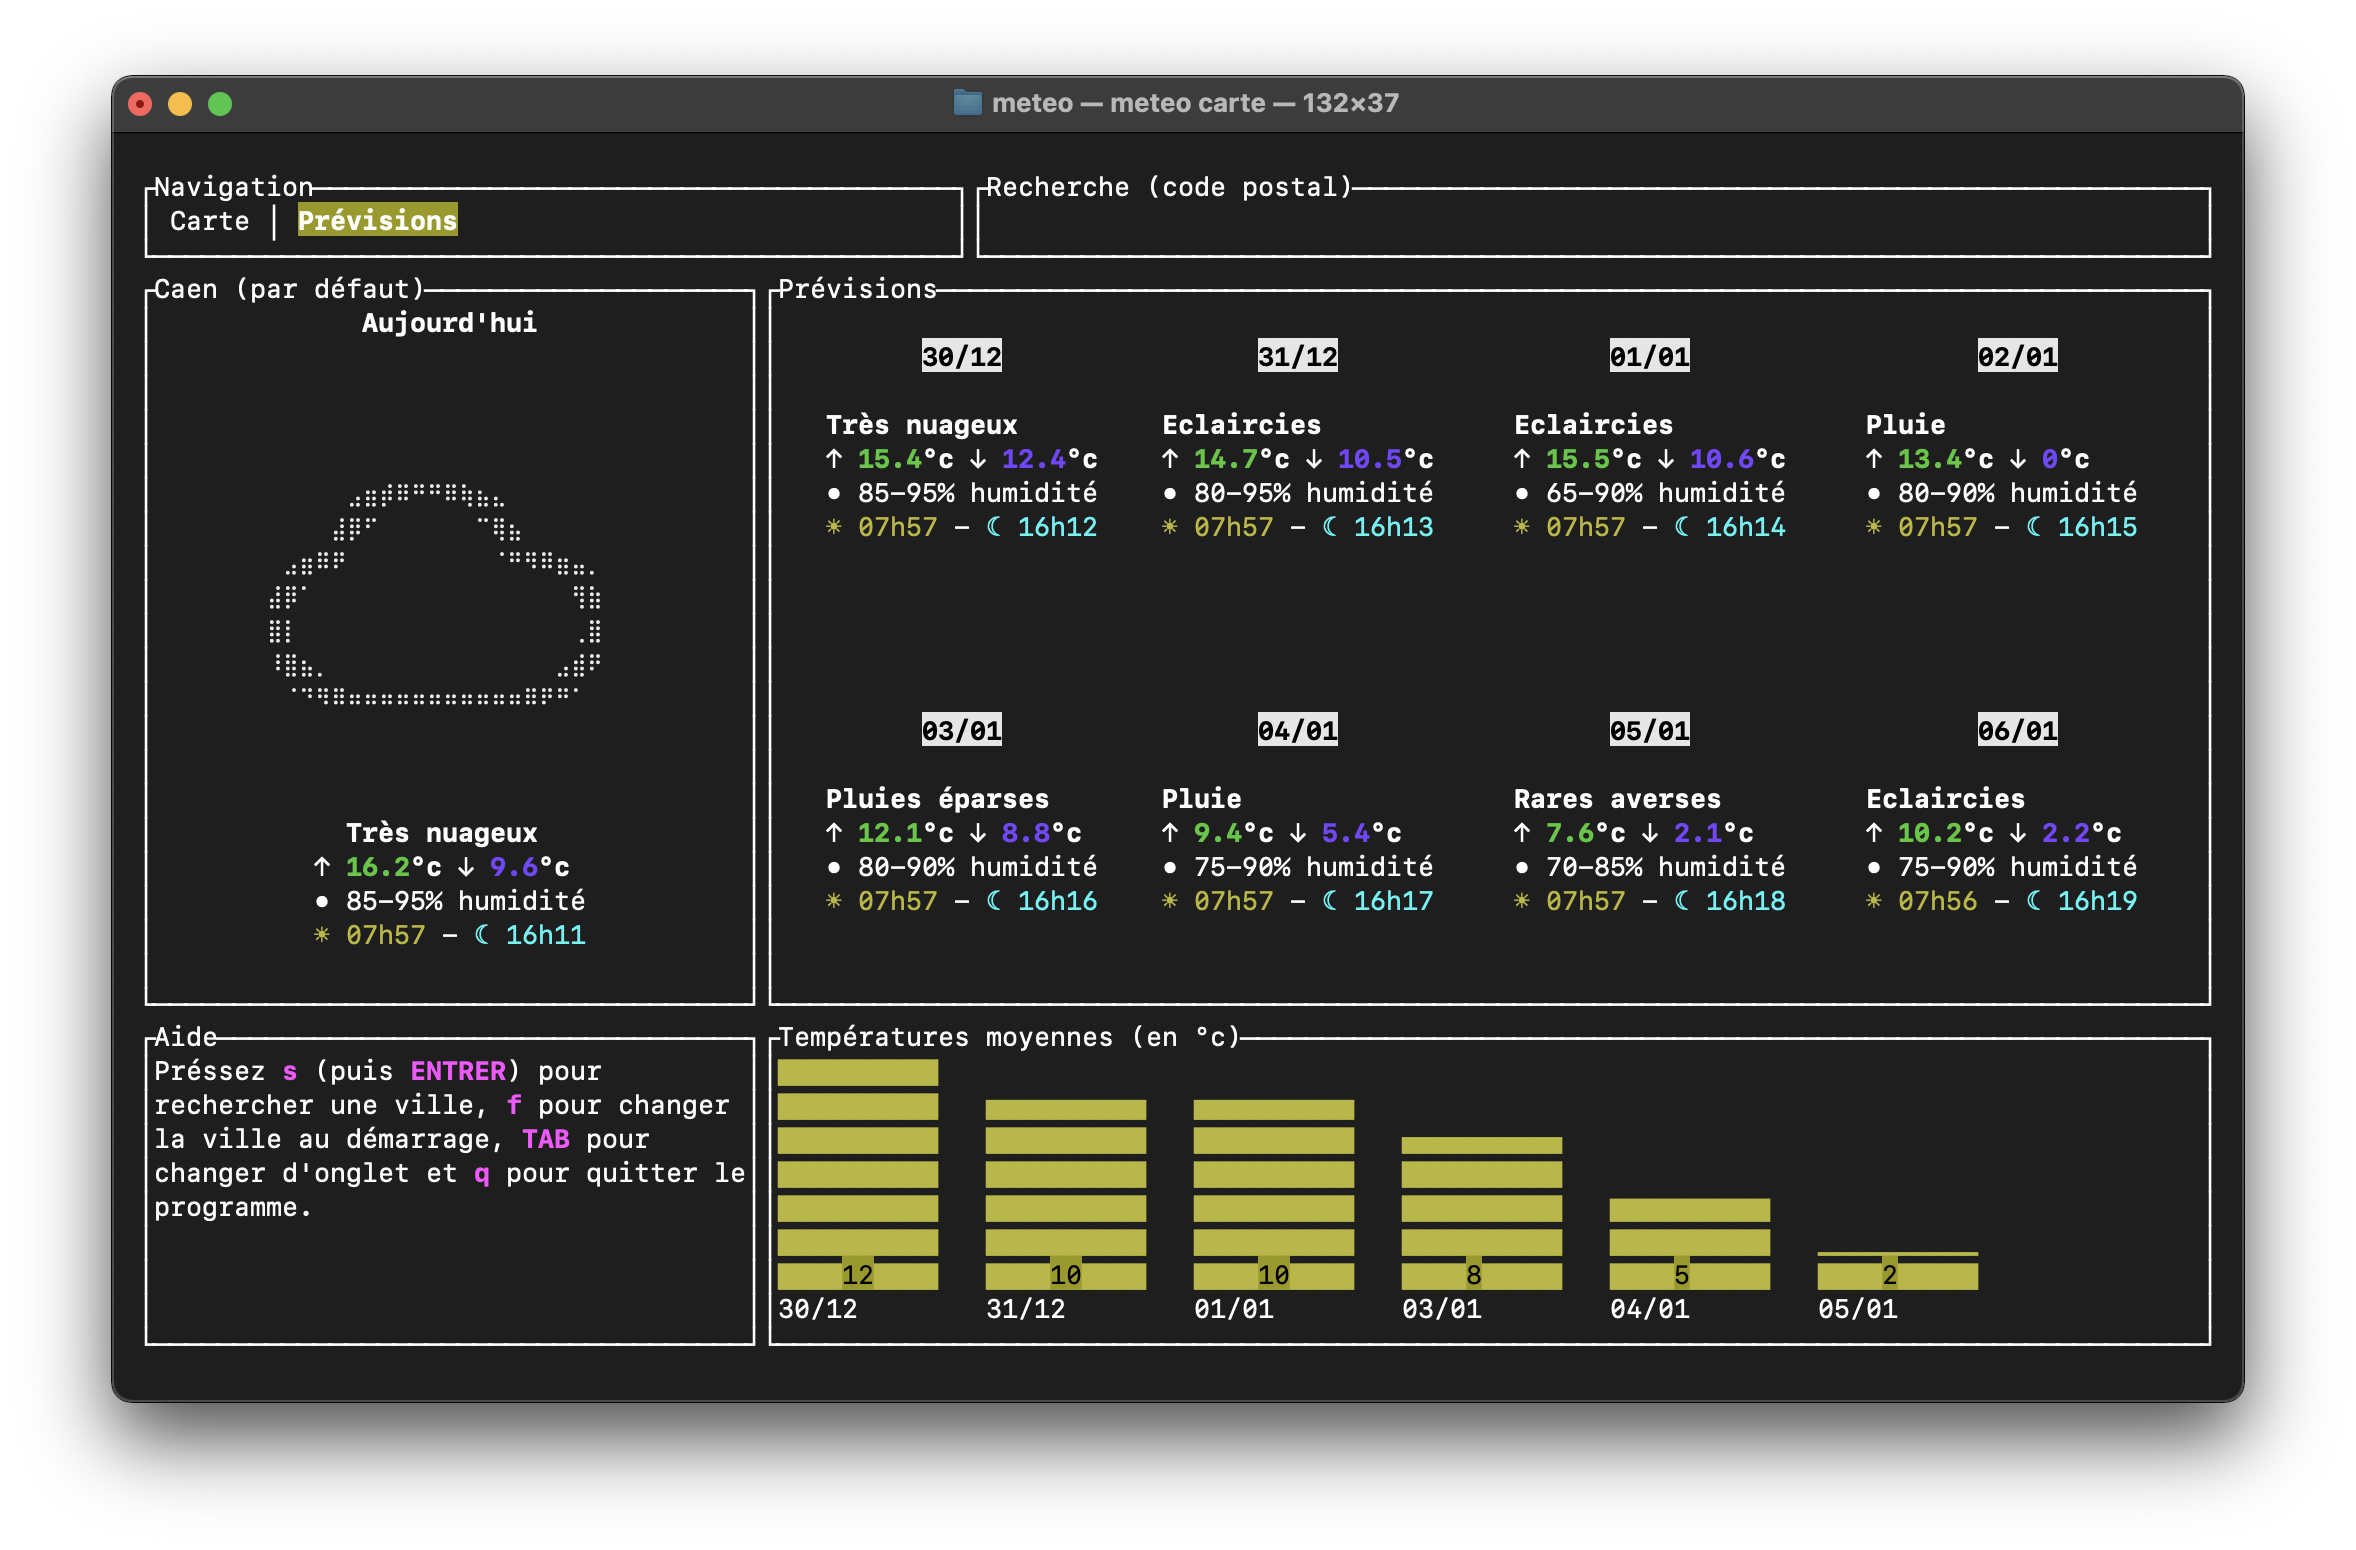 meteo — meteo carte — 132×37
Navigation
Carte │ Prévisions
Recherche (code postal)
Caen (par défaut)
Aujourd'hui
Très nuageux
↑ 16.2°c ↓ 9.6°c
● 85-95% humidité
☀ 07h57 - ☾ 16h11
Prévisions
30/12 31/12 01/01 02/01
Très nuageux Eclaircies Eclaircies Pluie
↑ 15.4°c ↓ 12.4°c ↑ 14.7°c ↓ 10.5°c ↑ 15.5°c ↓ 10.6°c ↑ 13.4°c ↓ 0°c
● 85-95% humidité ● 80-95% humidité ● 65-90% humidité ● 80-90% humidité
☀ 07h57 - ☾ 16h12 ☀ 07h57 - ☾ 16h13 ☀ 07h57 - ☾ 16h14 ☀ 07h57 - ☾ 16h15
03/01 04/01 05/01 06/01
Pluies éparses Pluie Rares averses Eclaircies
↑ 12.1°c ↓ 8.8°c ↑ 9.4°c ↓ 5.4°c ↑ 7.6°c ↓ 2.1°c ↑ 10.2°c ↓ 2.2°c
● 80-90% humidité ● 75-90% humidité ● 70-85% humidité ● 75-90% humidité
☀ 07h57 - ☾ 16h16 ☀ 07h57 - ☾ 16h17 ☀ 07h57 - ☾ 16h18 ☀ 07h56 - ☾ 16h19
Aide
Préssez s (puis ENTRER) pour
rechercher une ville, f pour changer
la ville au démarrage, TAB pour
changer d'onglet et q pour quitter le
programme.
Températures moyennes (en °c)
12 10 10 8 5 2
30/12 31/12 01/01 03/01 04/01 05/01